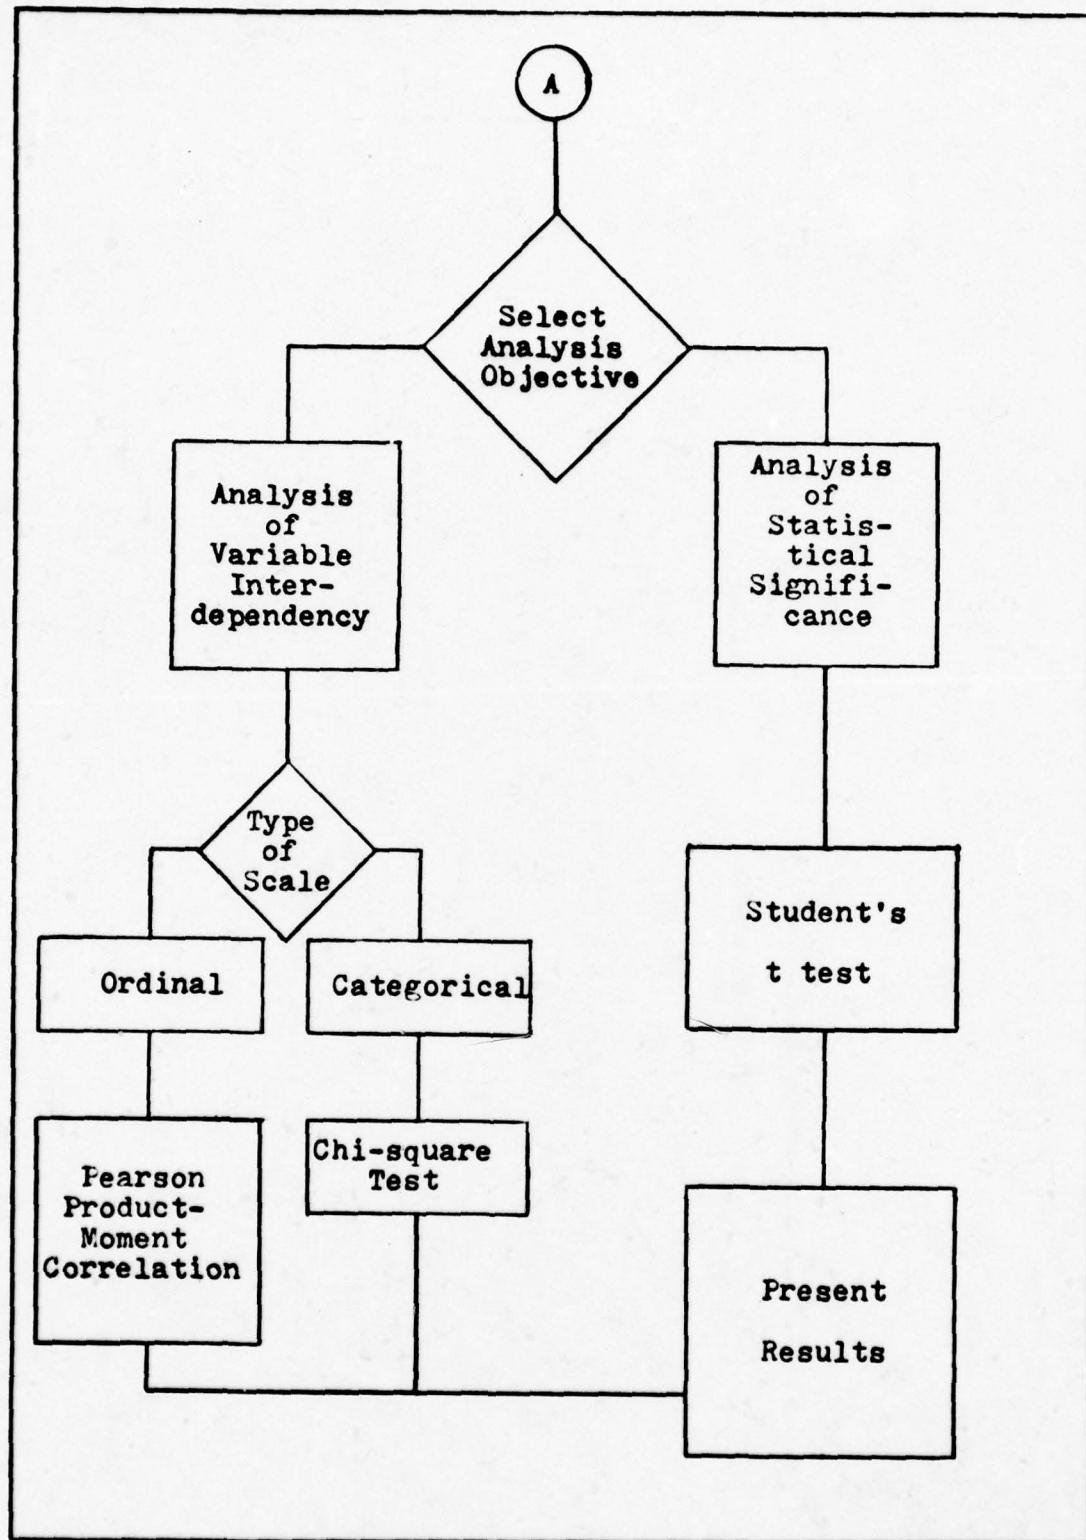 A
Select
Analysis
Objective
Analysis
of
Variable
Inter-
dependency
Analysis
of
Statis-
tical
Signifi-
cance
Type
of
Scale
Ordinal
Categorical
Student's
t test
Pearson
Product-
Moment
Correlation
Chi-square
Test
Present
Results